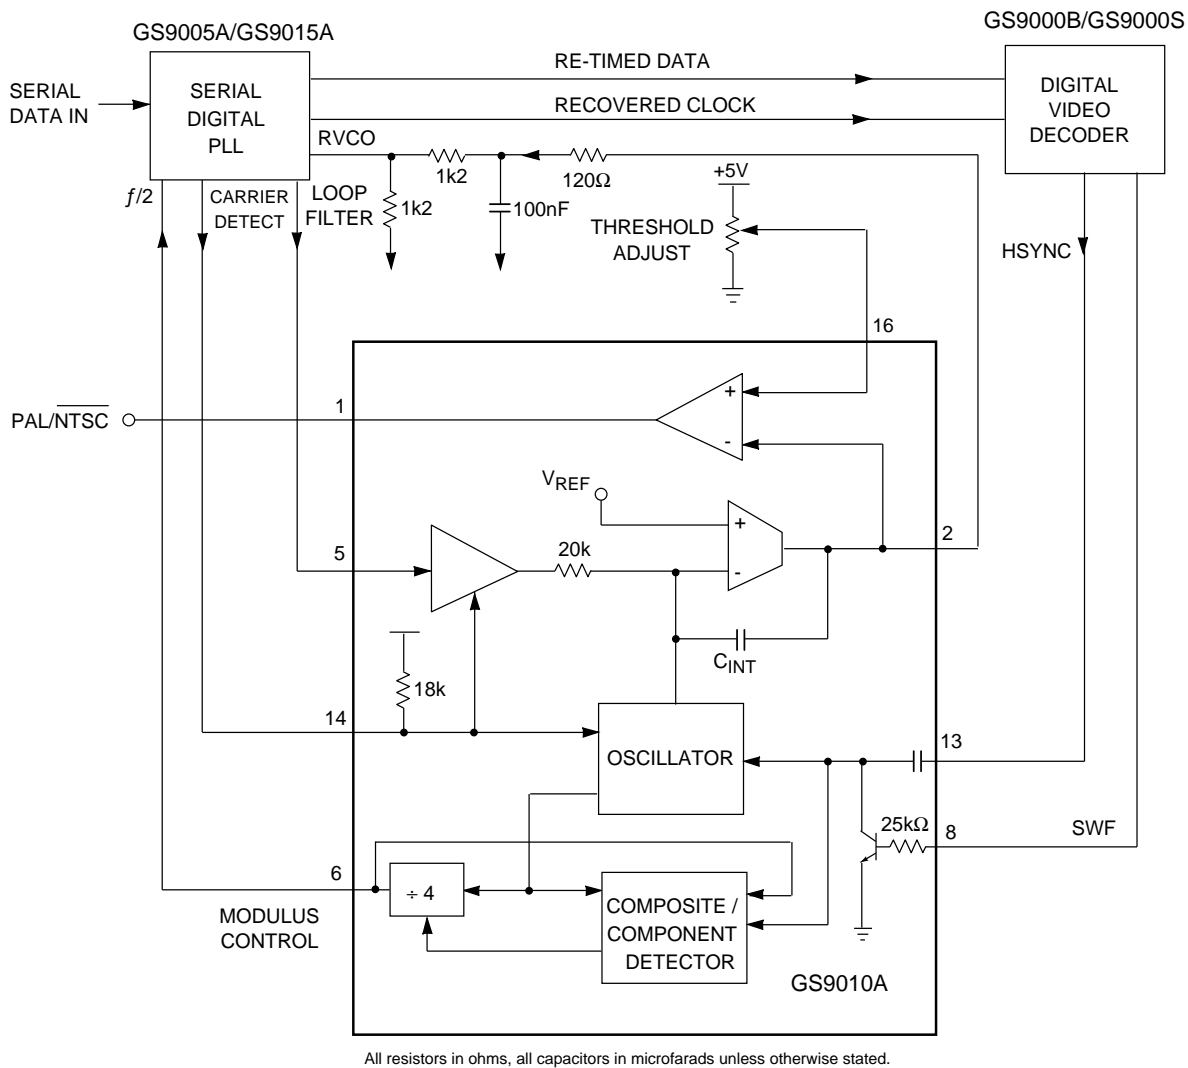 GS9005A/GS9015A
GS9000B/GS9000S
SERIAL
DATA IN
SERIAL
DIGITAL
PLL
RE-TIMED DATA
RECOVERED CLOCK
DIGITAL
VIDEO
DECODER
RVCO
ƒ/2
CARRIER
DETECT
LOOP
FILTER
1k2
1k2
120Ω
100nF
+5V
THRESHOLD
ADJUST
HSYNC
16
PAL/NTSC
1
+
-
VREF
5
20k
+
-
2
CINT
18k
14
OSCILLATOR
13
25kΩ
8
SWF
6
÷ 4
MODULUS
CONTROL
COMPOSITE /
COMPONENT
DETECTOR
GS9010A
All resistors in ohms, all capacitors in microfarads unless otherwise stated.